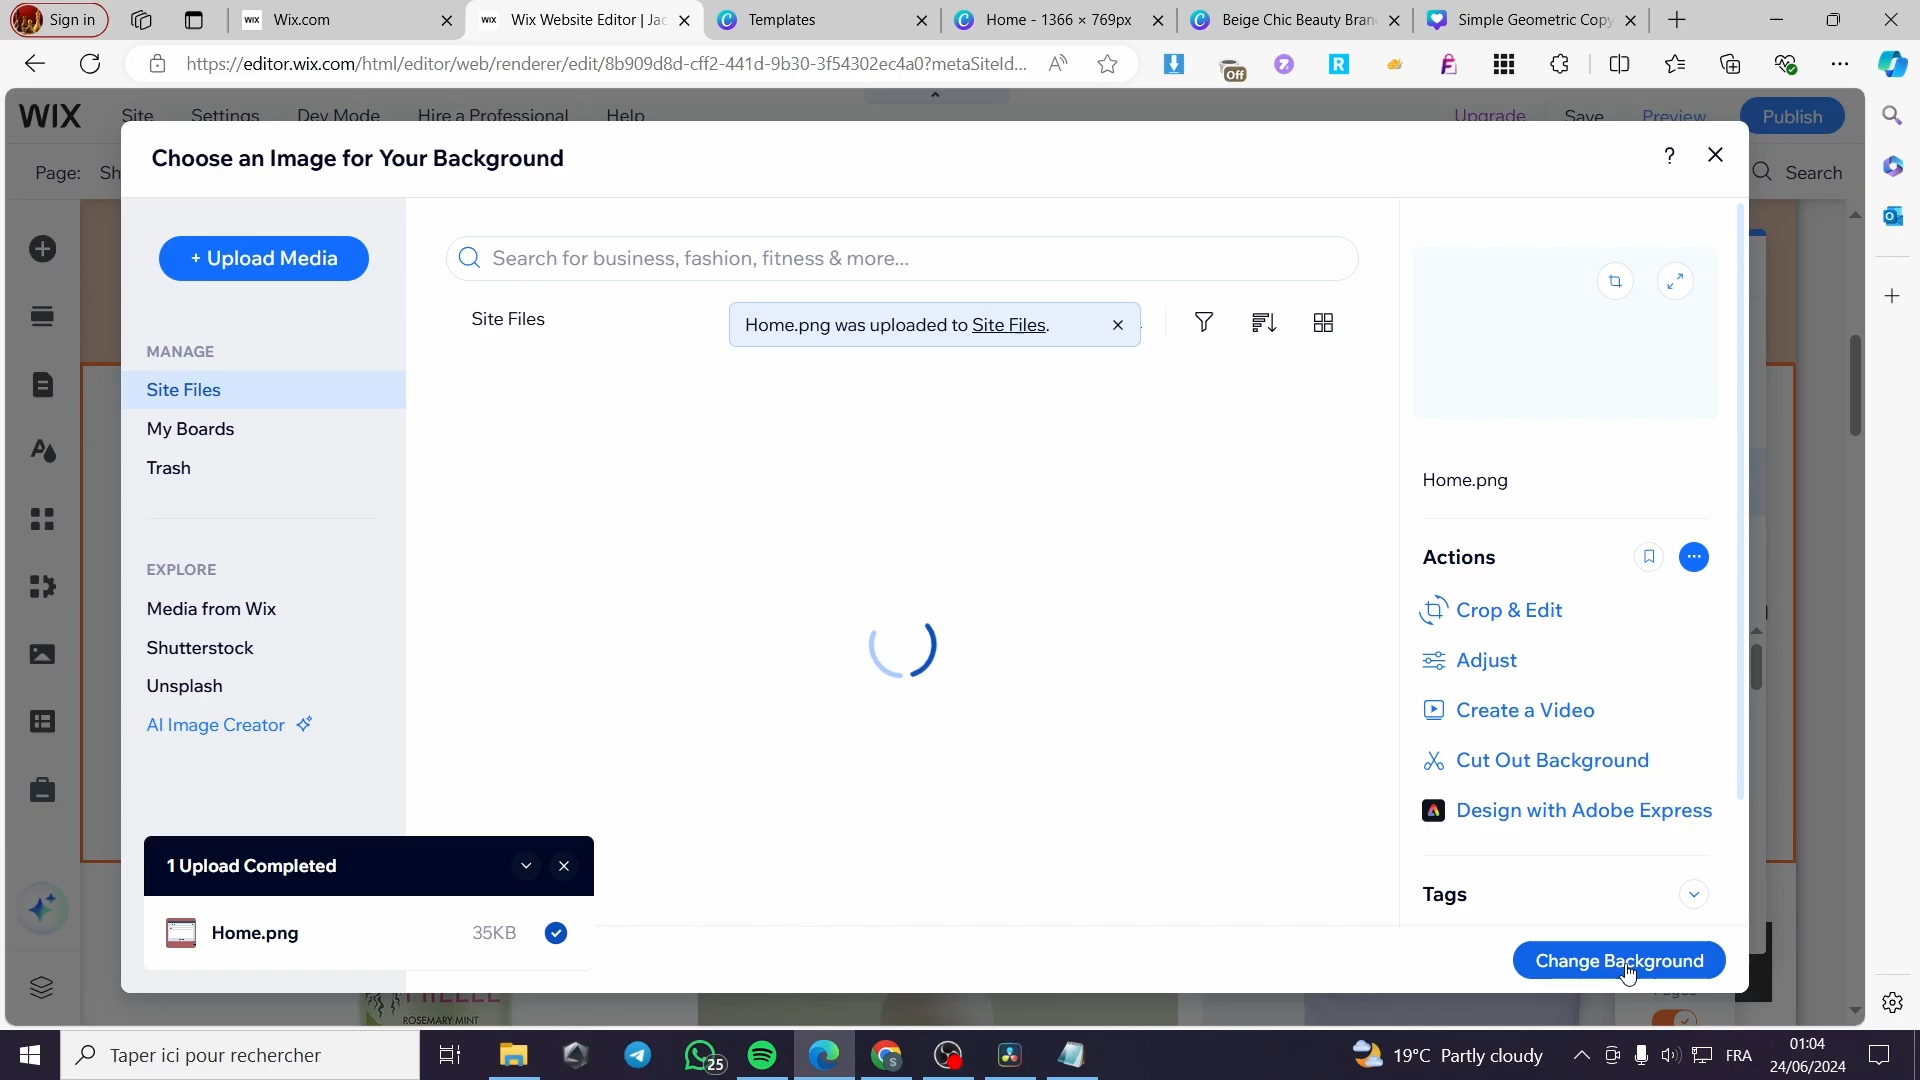 Sign in
WIX Wix.com
WIX Wix Website Editor | Jac
Templates
Home - 1366 × 769px
Beige Chic Beauty Bran
Simple Geometric Copy
https://editor.wix.com/html/editor/web/renderer/edit/8b909d8d-cff2-441d-9b30-3f54302ec4a0?metaSiteId...
Off
WIX Site Settings Dev Mode Hire a Professional Help Upgrade Save Preview Publish
Page: Sh
Search
Choose an Image for Your Background
?
+ Upload Media
Search for business, fashion, fitness & more...
Site Files
Home.png was uploaded to Site Files.
MANAGE
Site Files
My Boards
Trash
EXPLORE
Media from Wix
Shutterstock
Unsplash
AI Image Creator
Home.png
Actions
Crop & Edit
Adjust
Create a Video
Cut Out Background
Design with Adobe Express
Tags
1 Upload Completed
Home.png 35KB
Change Background
MIELLE
ROSEMARY MINT
Taper ici pour rechercher
25
19°C Partly cloudy
FRA
01:04
24/06/2024